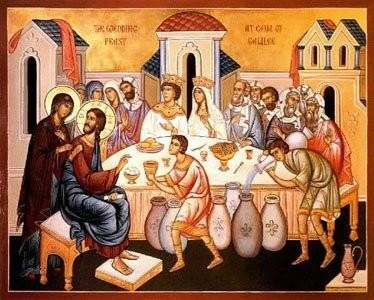 THE WEDDING
FEAST
AT CANA OF
GALILEE